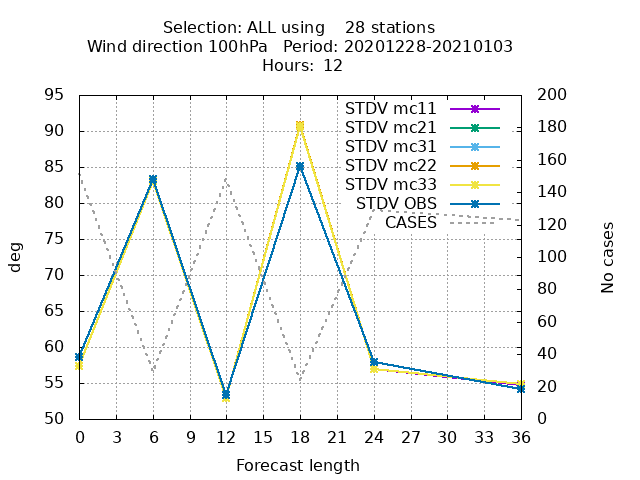 Selection: ALL using 28 stations
Wind direction 100hPa Period: 20201228-20210103
Hours: 12
95
90
85
80
75
70
65
60
55
50
deg
200
180
160
140
120
100
80
60
40
20
0
No cases
STDV mc11
STDV mc21
STDV mc31
STDV mc22
STDV mc33
STDV OBS
CASES
0 3 6 9 12 15 18 21 24 27 30 33 36
Forecast length